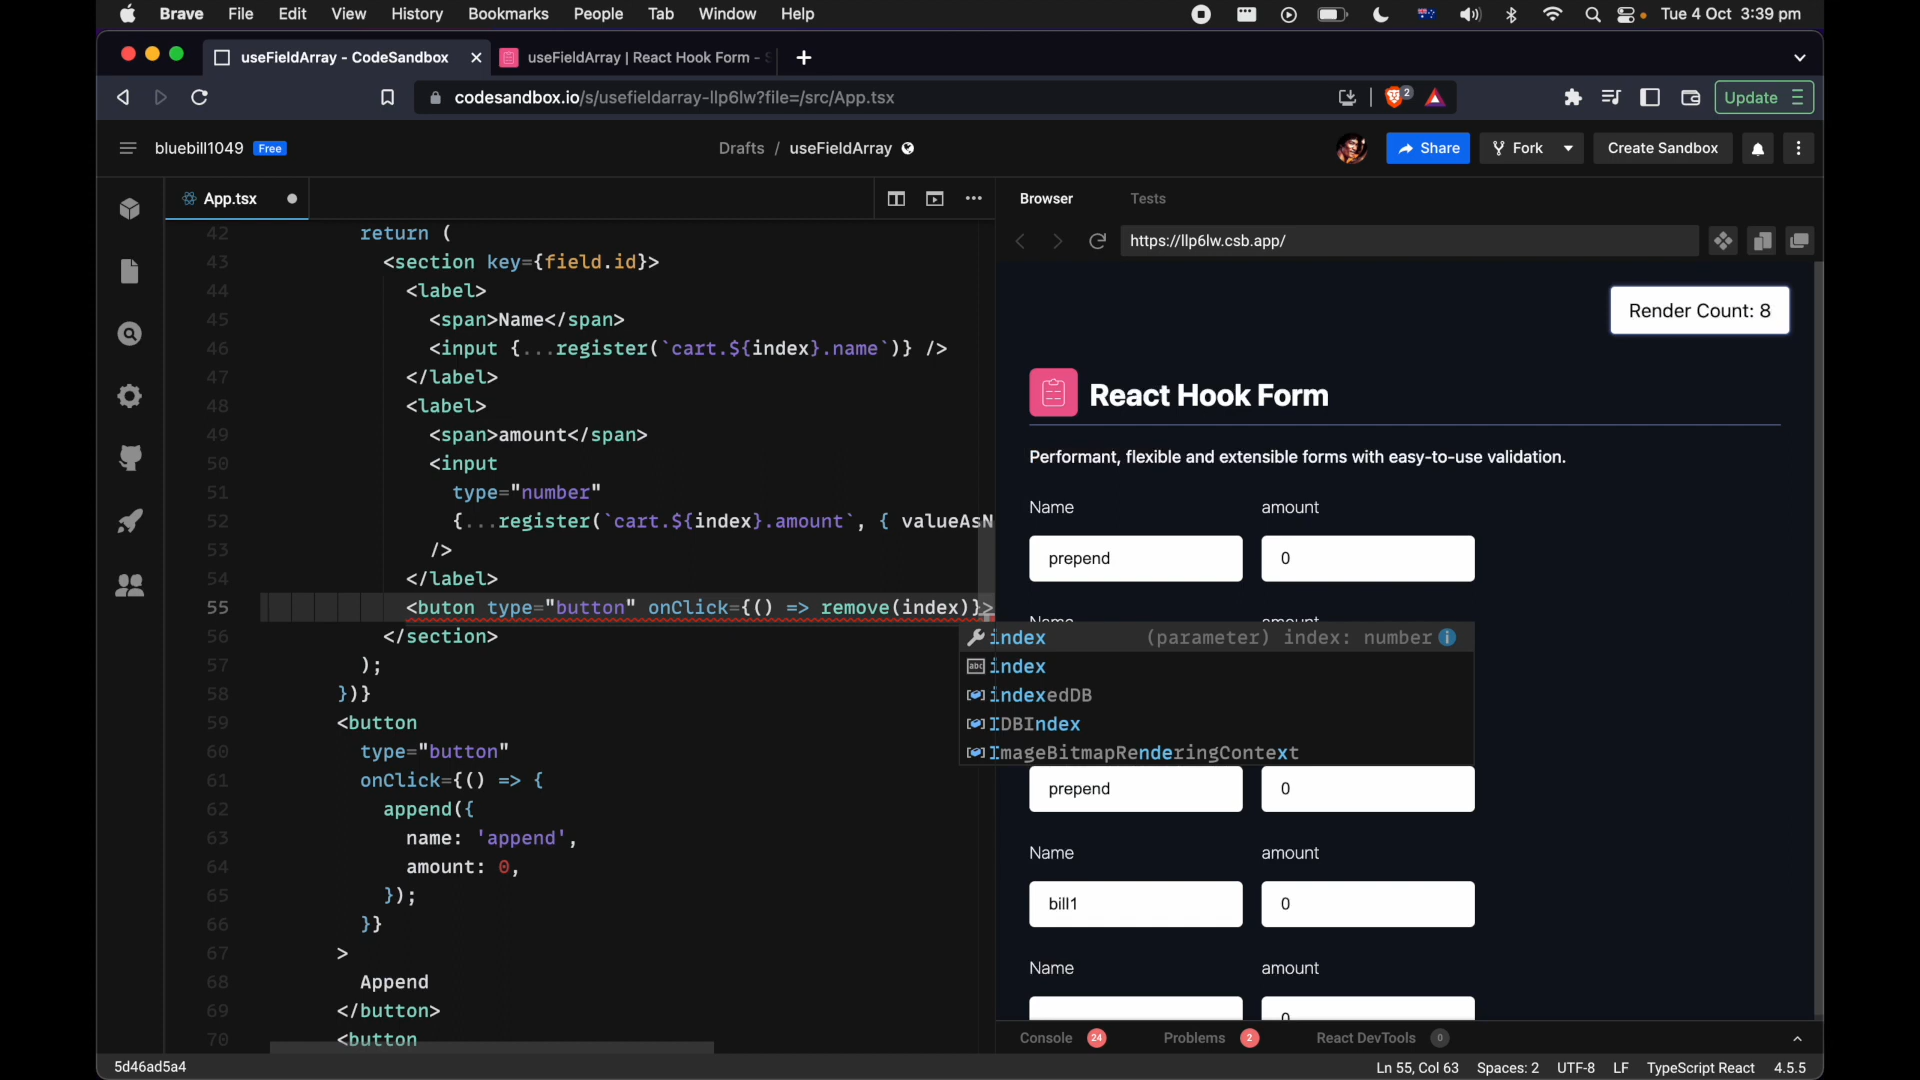 Brave File Edit View History Bookmarks People Tab Window Help Tue 4 Oct 3:39 pm
useFieldArray - CodeSandbox useFieldArray | React Hook Form -
codesandbox.io/s/usefieldarray-llp6lw?file=/src/App.tsx 2 Update
bluebill1049 Free Drafts / useFieldArray Share Fork Create Sandbox
App.tsx Browser Tests
https://llp6lw.csb.app/
42 return (
43 <section key={field.id}>
44 <label>
45 <span>Name</span>
46 <input {...register(`cart.${index}.name`)} />
47 </label>
48 <label>
49 <span>amount</span>
50 <input
51 type="number"
52 {...register(`cart.${index}.amount`, { valueAsN
53 />
54 </label>
55 <buton type="button" onClick={() => remove(index)}>
56 </section>
57 );
58 })}
59 <button
60 type="button"
61 onClick={() => {
62 append({
63 name: 'append',
64 amount: 0,
65 });
66 }}
67 >
68 Append
69 </button>
70 <button
index (parameter) index: number
index
indexedDB
IDBIndex
ImageBitmapRenderingContext
Render Count: 8
React Hook Form
Performant, flexible and extensible forms with easy-to-use validation.
Name amount
prepend 0
Name amount
prepend 0
Name amount
bill1 0
Name amount
0
Console 24 Problems 2 React DevTools 0
5d46ad5a4 Ln 55, Col 63 Spaces: 2 UTF-8 LF TypeScript React 4.5.5